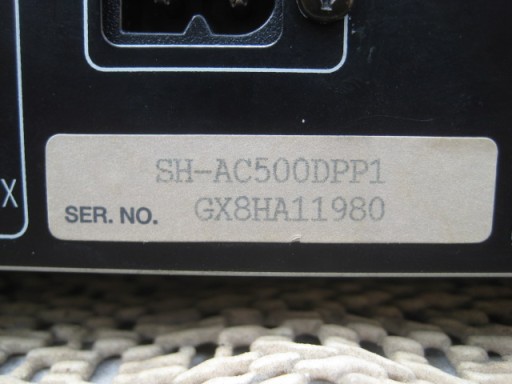 SH-AC500DPP1
SER. NO. GX8HA11980
X